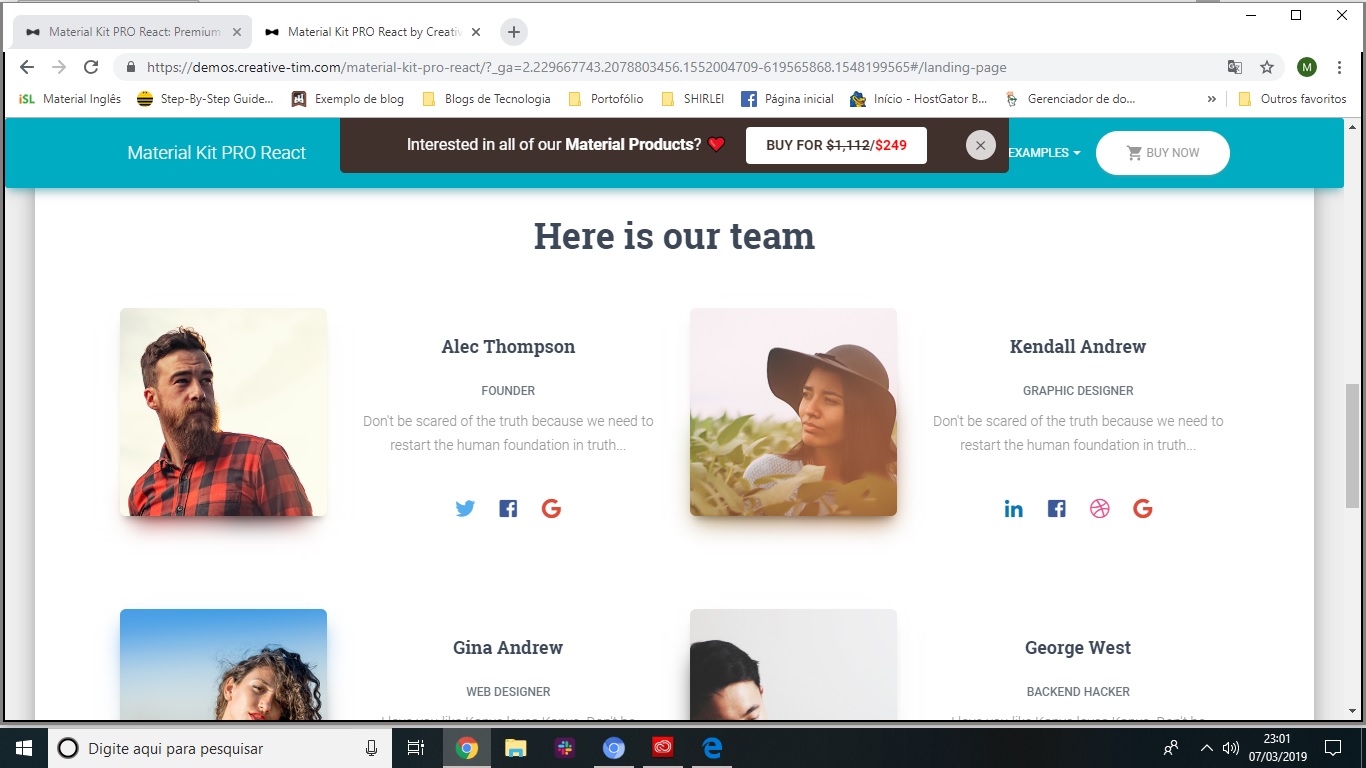 Material Kit PRO React: Premium
Material Kit PRO React by Creativ
https://demos.creative-tim.com/material-kit-pro-react/?_ga=2.229667743.2078803456.1552004709-619565868.1548199565#/landing-page
M
iSL Material Inglês
Step-By-Step Guide...
Exemplo de blog
Blogs de Tecnologia
Portofólio
SHIRLEI
Página inicial
Início - HostGator B...
Gerenciador de do...
»
Outros favoritos
Material Kit PRO React
Interested in all of our Material Products?
BUY FOR $1,112/$249
EXAMPLES
BUY NOW
Here is our team
Alec Thompson
FOUNDER
Don't be scared of the truth because we need to
restart the human foundation in truth...
Kendall Andrew
GRAPHIC DESIGNER
Don't be scared of the truth because we need to
restart the human foundation in truth...
Gina Andrew
WEB DESIGNER
George West
BACKEND HACKER
Digite aqui para pesquisar
23:01
07/03/2019